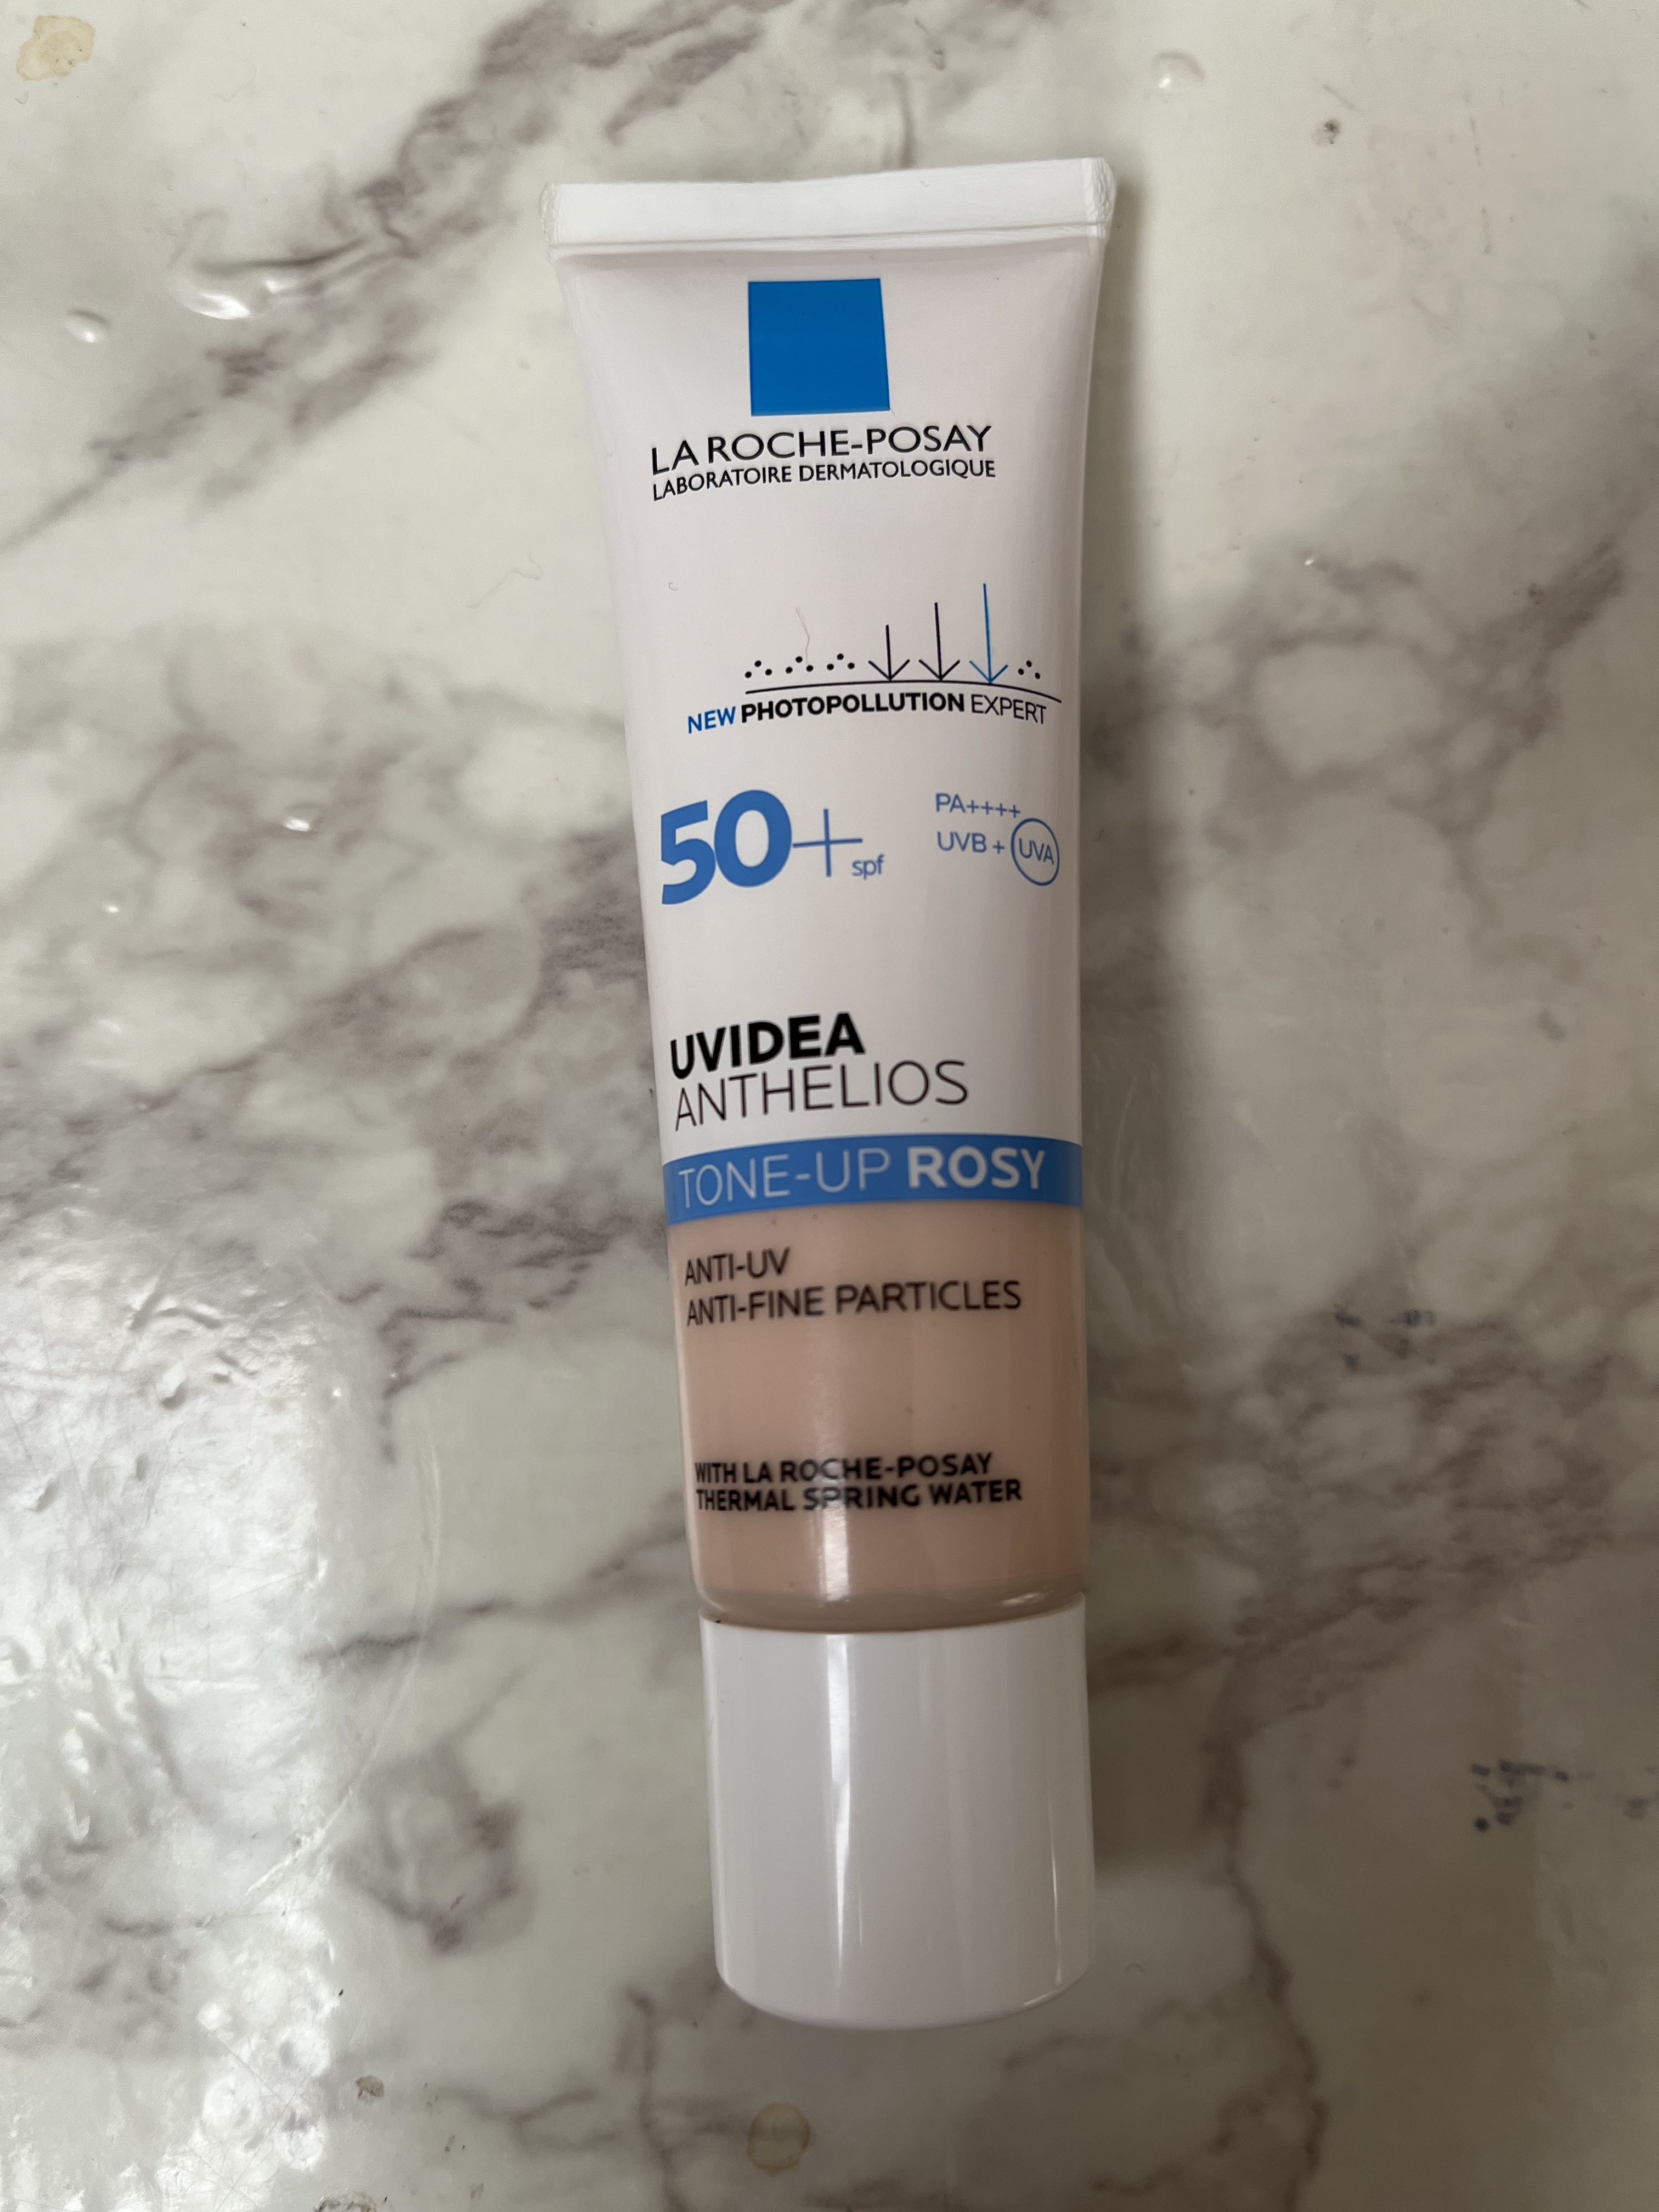 LA ROCHE-POSAY
LABORATOIRE DERMATOLOGIQUE
NEW PHOTOPOLLUTION EXPERT
50+ spf
PA++++
UVB + UVA
UVIDEA
ANTHELIOS
TONE-UP ROSY
ANTI-UV
ANTI-FINE PARTICLES
WITH LA ROCHE-POSAY
THERMAL SPRING WATER